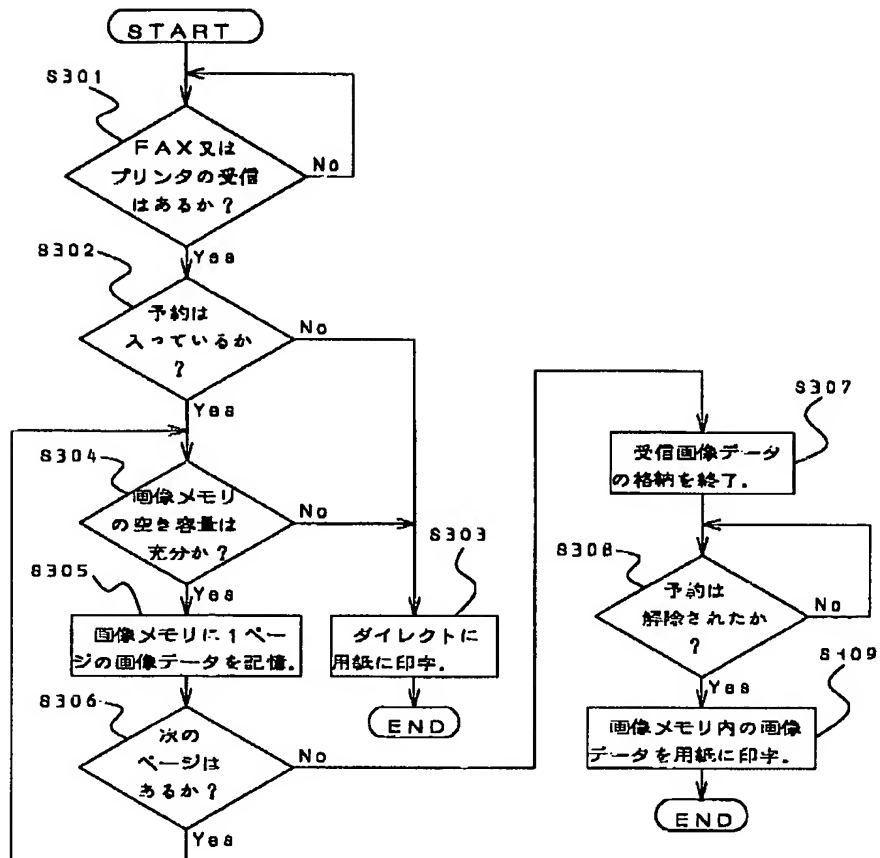 START
S301
FAX又は
プリンタの受信
はあるか?
No
Yes
S302
予約は
入っているか
?
No
Yes
S304
画像メモリ
の空き容量は
充分か?
No
Yes
S305
画像メモリに1ペー
ジの画像データを記憶.
S306
次の
ページは
あるか?
No
Yes
S303
ダイレクトに
用紙に印字.
END
S307
受信画像データ
の格納を終了.
S308
予約は
解除されたか
?
No
Yes
S409
画像メモリ内の画像
データを用紙に印字.
END